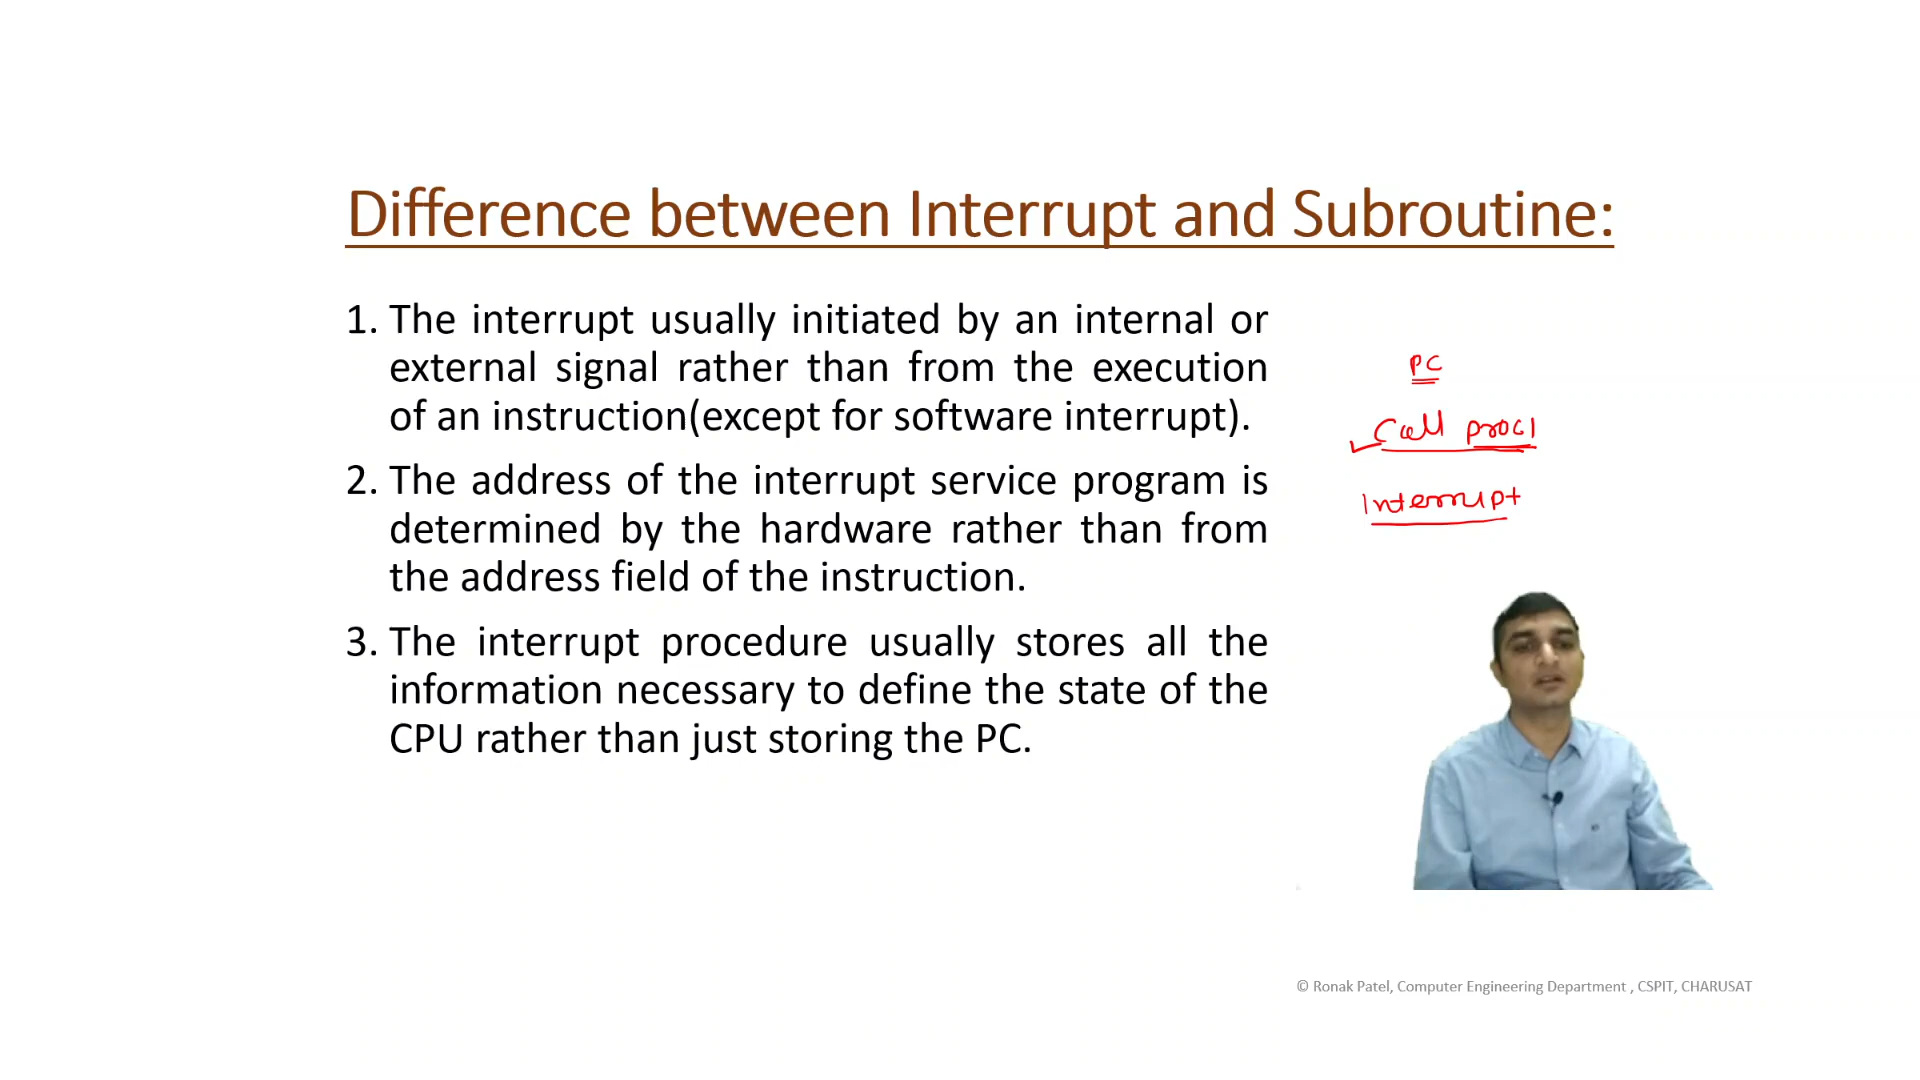 Difference between Interrupt and Subroutine:
1. The interrupt usually initiated by an internal or
external signal rather than from the execution
of an instruction(except for software interrupt).
2. The address of the interrupt service program is
determined by the hardware rather than from
the address field of the instruction.
3. The interrupt procedure usually stores all the
information necessary to define the state of the
CPU rather than just storing the PC.
PC
Call proc1
Interrupt
© Ronak Patel, Computer Engineering Department , CSPIT, CHARUSAT